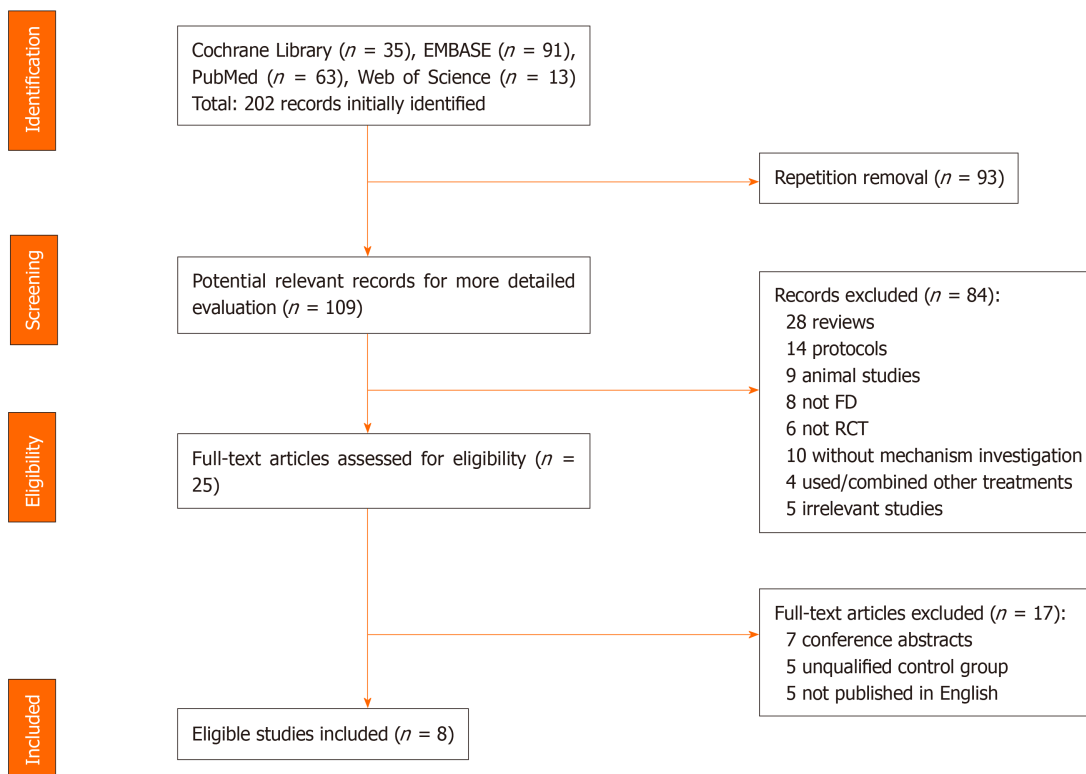 Identification
Cochrane Library (n = 35), EMBASE (n = 91),
PubMed (n = 63), Web of Science (n = 13)
Total: 202 records initially identified
Repetition removal (n = 93)
Screening
Potential relevant records for more detailed
evaluation (n = 109)
Records excluded (n = 84):
28 reviews
14 protocols
9 animal studies
8 not FD
6 not RCT
10 without mechanism investigation
4 used/combined other treatments
5 irrelevant studies
Eligibility
Full-text articles assessed for eligibility (n =
25)
Full-text articles excluded (n = 17):
7 conference abstracts
5 unqualified control group
5 not published in English
Included
Eligible studies included (n = 8)